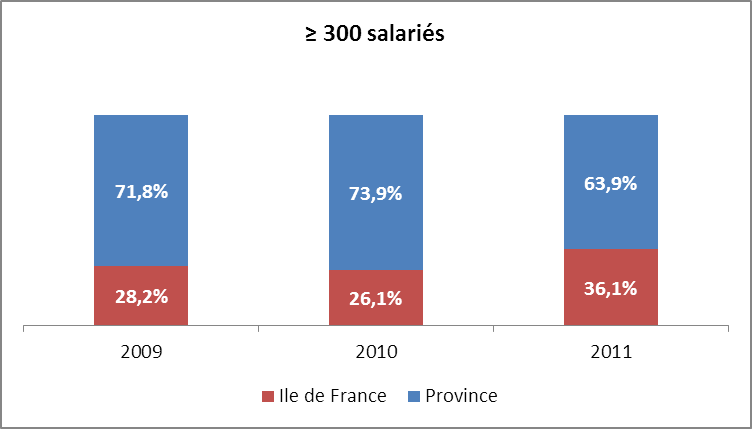 ≥ 300 salariés
71,8% 73,9% 63,9%
28,2% 26,1% 36,1%
2009 2010 2011
Ile de France Province